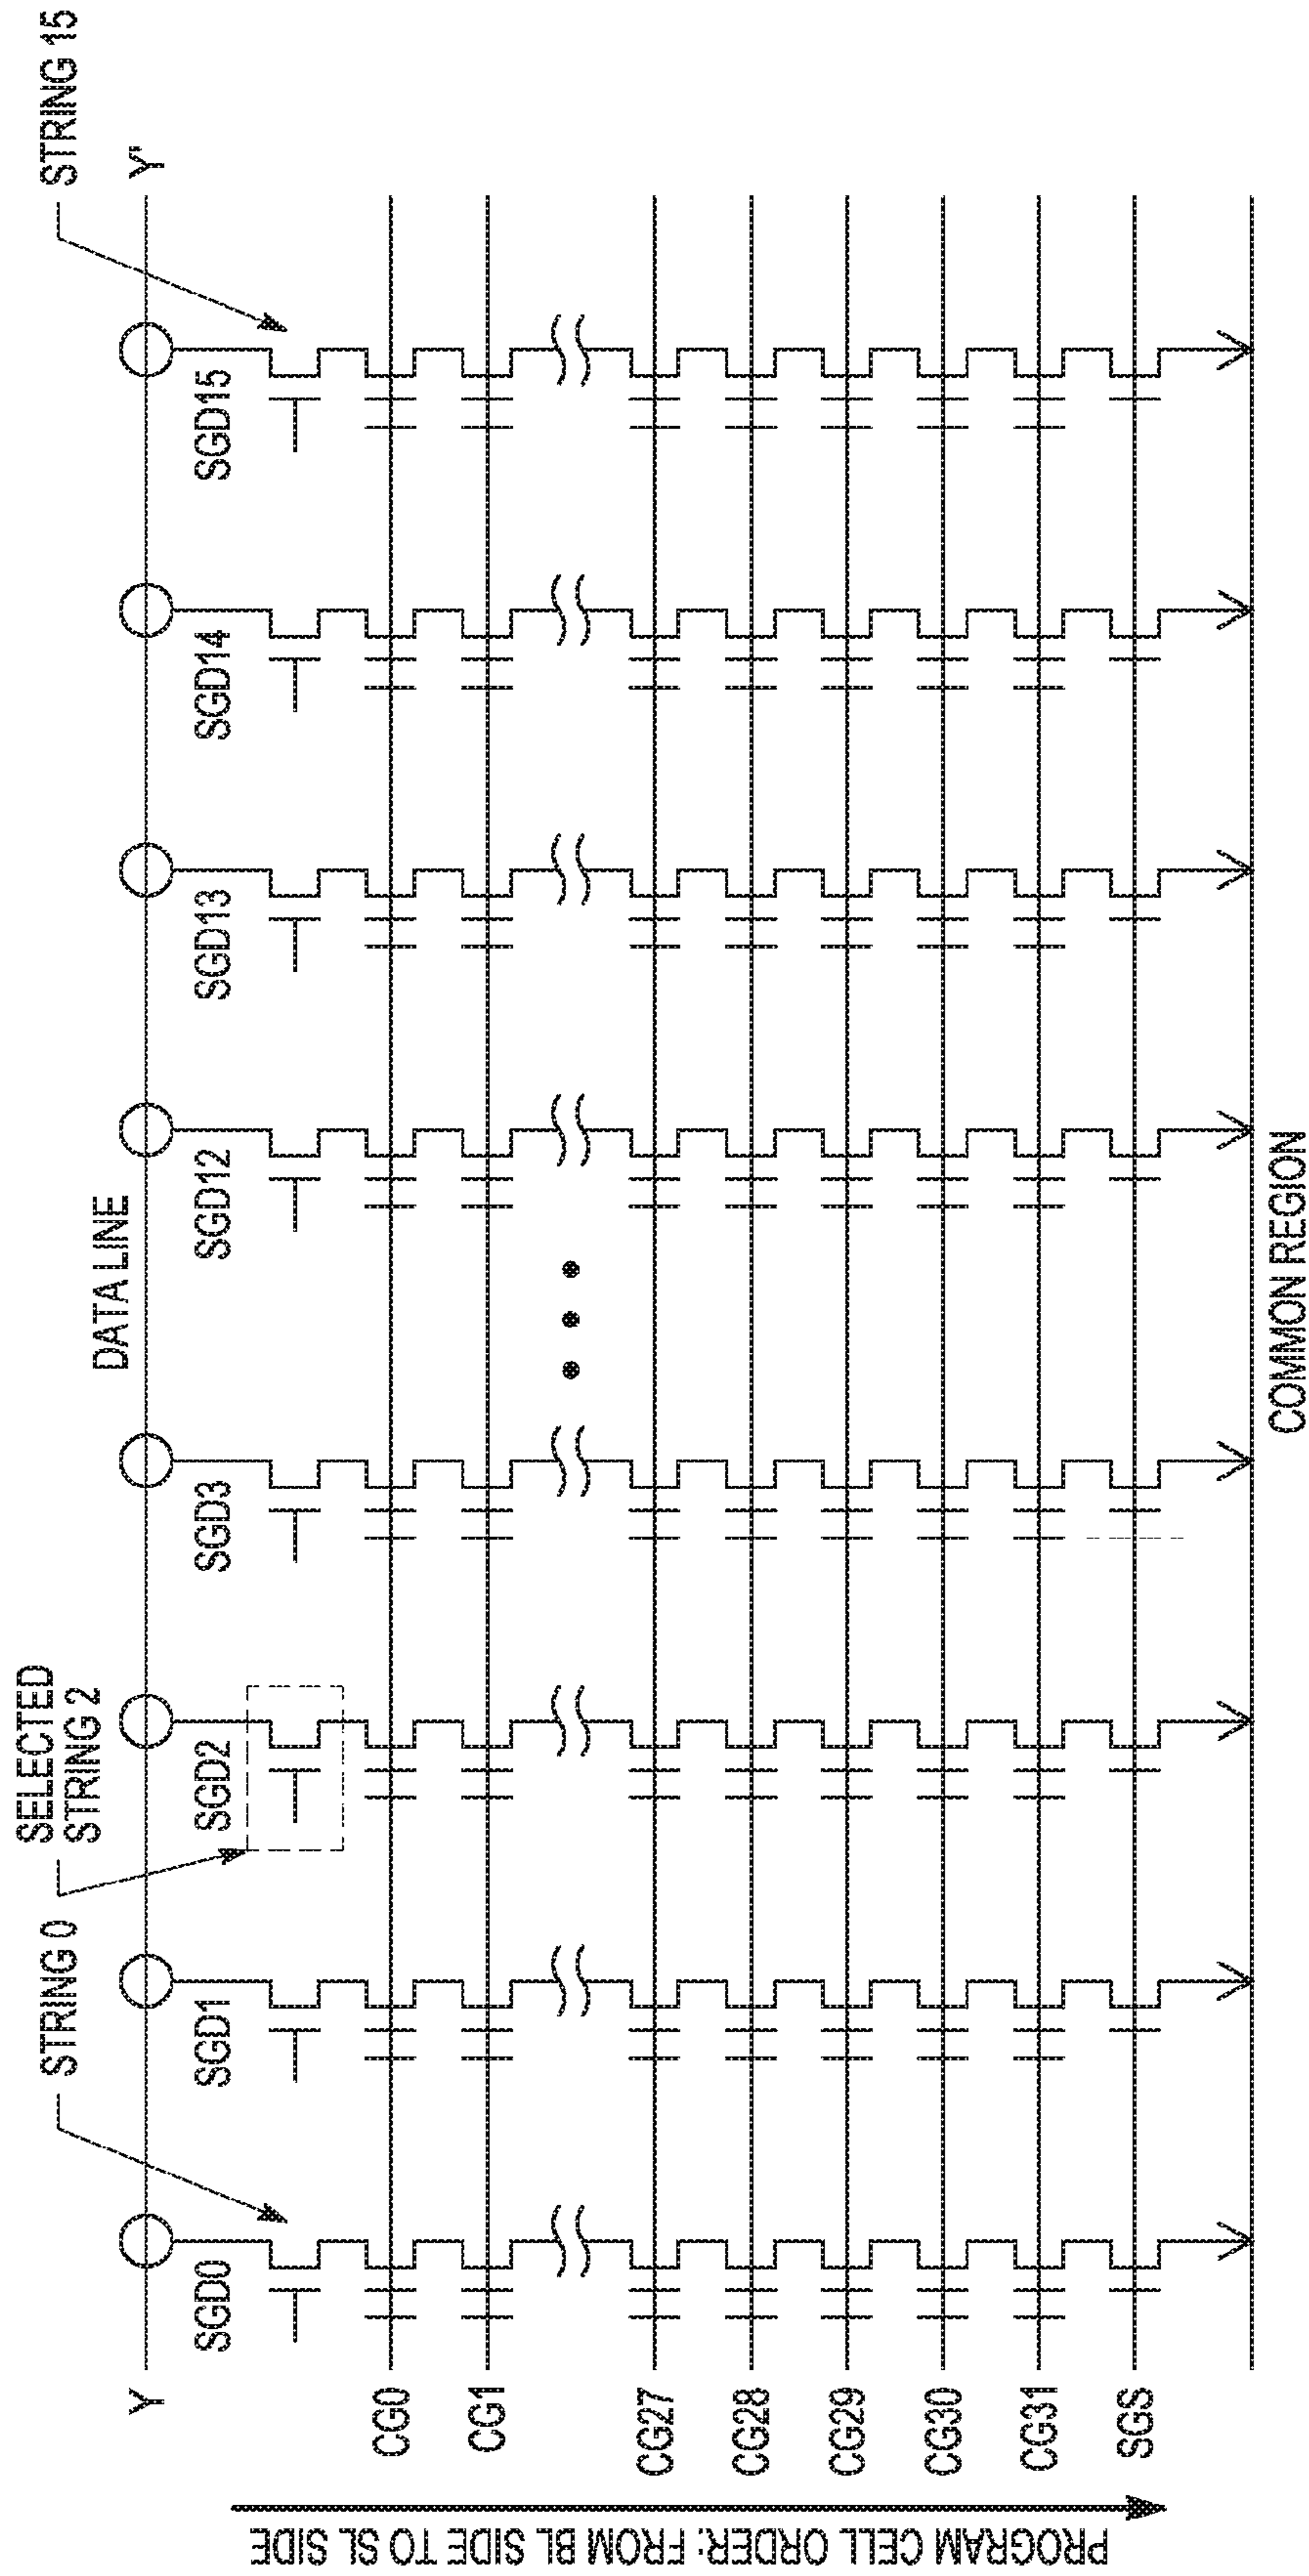 STRING 0
SELECTED
STRING 2
STRING 15
DATA LINE
Y
Y'
SGD0
SGD1
SGD2
SGD3
SGD12
SGD13
SGD14
SGD15
CG0
CG1
CG27
CG28
CG29
CG30
CG31
SGS
COMMON REGION
PROGRAM CELL ORDER: FROM BL SIDE TO SL SIDE